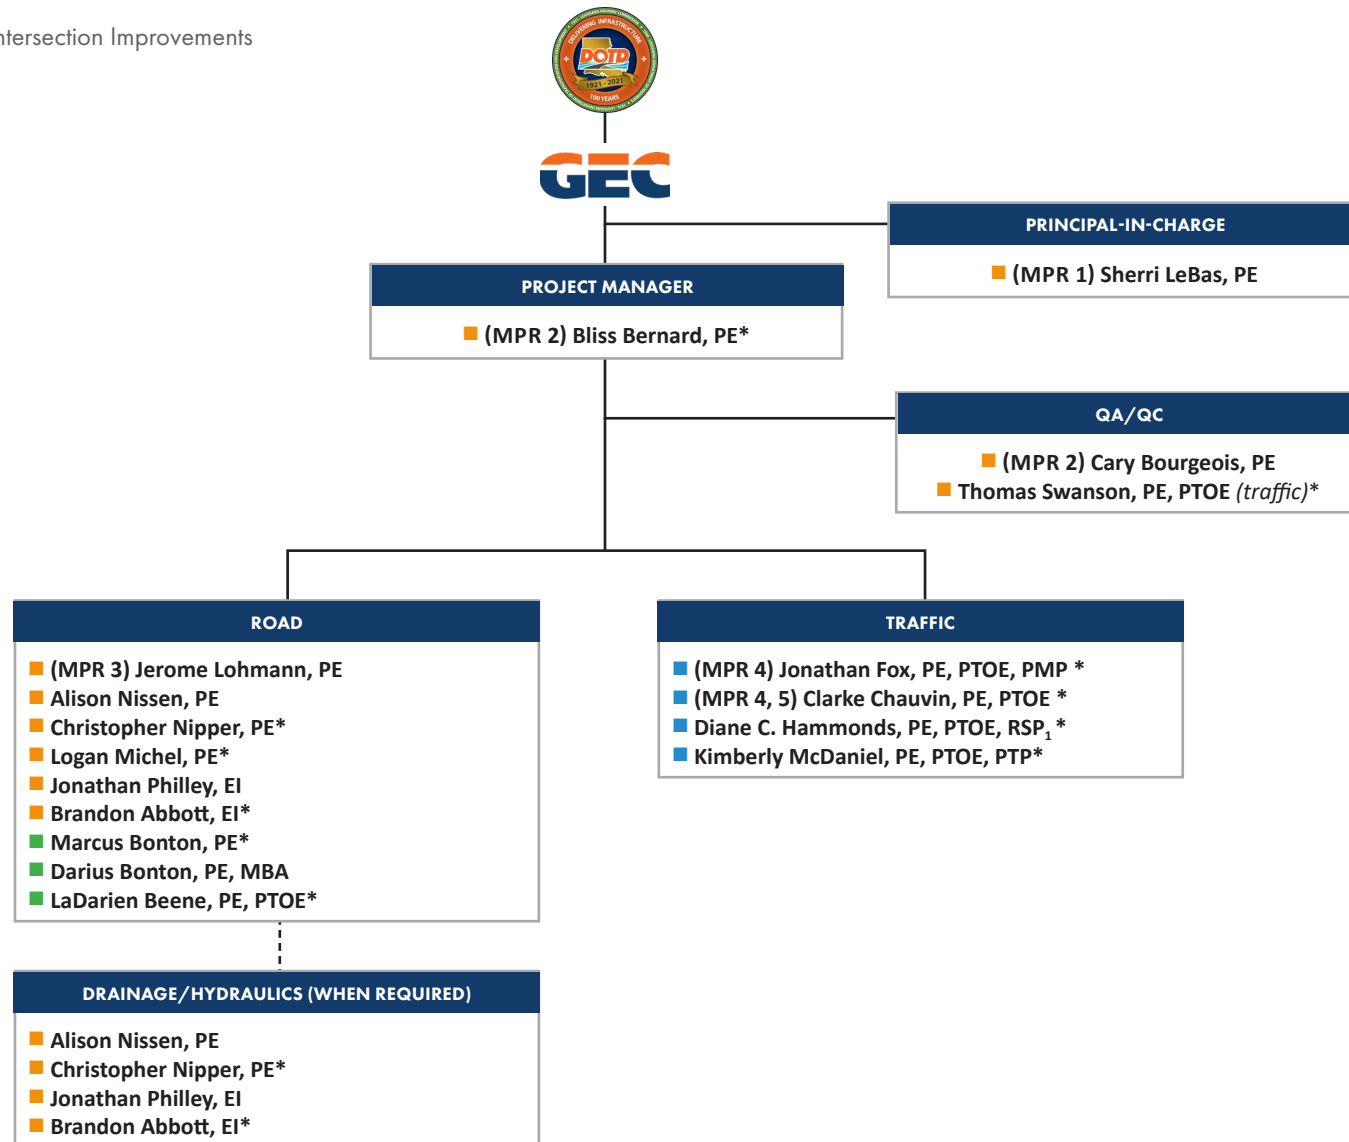 ntersection Improvements
DELIVERING INFRASTRUCTURE
DOTD
1921 - 2021
100 YEARS
GEC
PRINCIPAL-IN-CHARGE
(MPR 1) Sherri LeBas, PE
PROJECT MANAGER
(MPR 2) Bliss Bernard, PE*
QA/QC
(MPR 2) Cary Bourgeois, PE
Thomas Swanson, PE, PTOE (traffic)*
ROAD
(MPR 3) Jerome Lohmann, PE
Alison Nissen, PE
Christopher Nipper, PE*
Logan Michel, PE*
Jonathan Philley, EI
Brandon Abbott, EI*
Marcus Bonton, PE*
Darius Bonton, PE, MBA
LaDarien Beene, PE, PTOE*
TRAFFIC
(MPR 4) Jonathan Fox, PE, PTOE, PMP *
(MPR 4, 5) Clarke Chauvin, PE, PTOE *
Diane C. Hammonds, PE, PTOE, RSP₁ *
Kimberly McDaniel, PE, PTOE, PTP*
DRAINAGE/HYDRAULICS (WHEN REQUIRED)
Alison Nissen, PE
Christopher Nipper, PE*
Jonathan Philley, EI
Brandon Abbott, EI*